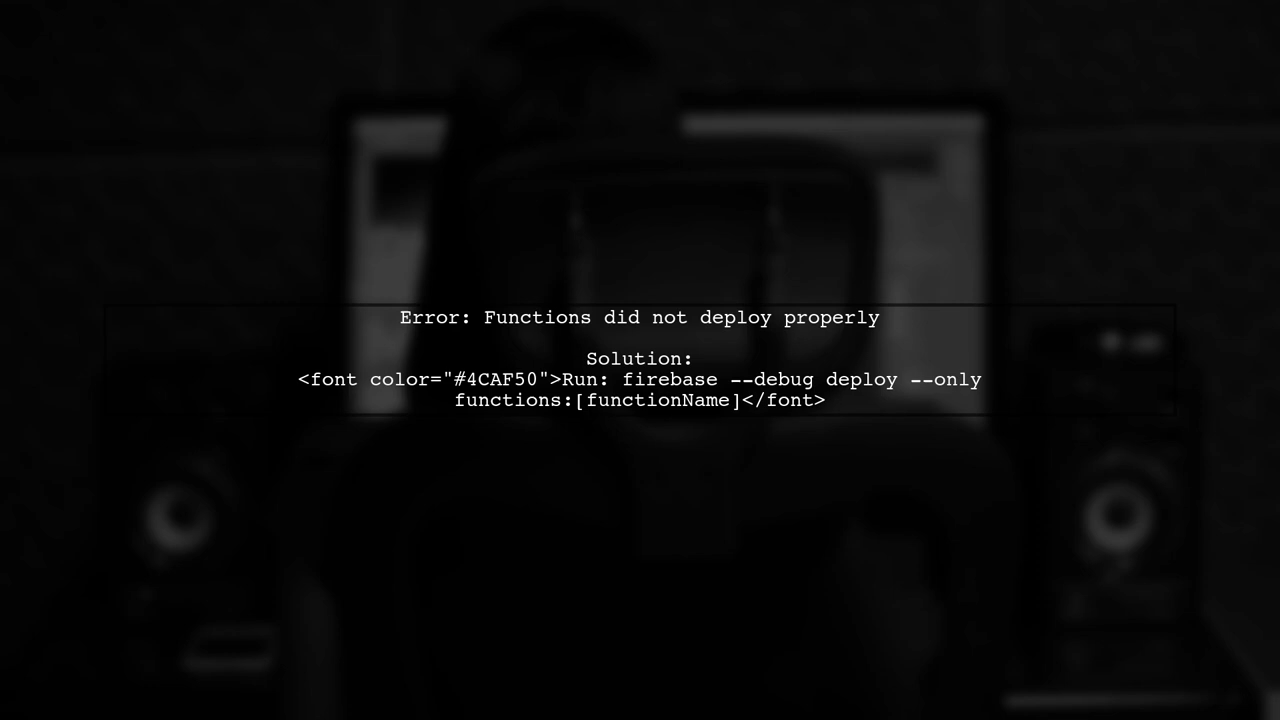 Error: Functions did not deploy properly
Solution:
<font color="#4CAF50">Run: firebase --debug deploy --only
functions:[functionName]</font>